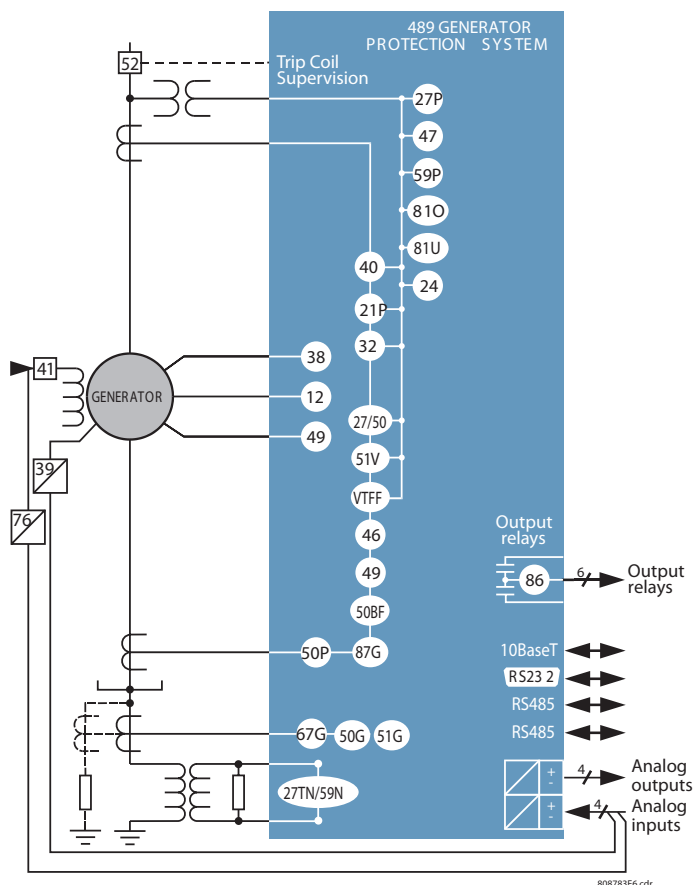 489 GENERATOR
PROTECTION SYSTEM
52
Trip Coil
Supervision
27P
47
59P
81O
81U
40
24
21P
32
41
38
GENERATOR
12
27/50
49
51V
39
VTFF
76
46
Output
relays
49
86
6
Output
relays
50BF
50P
87G
10BaseT
RS23 2
RS485
67G
50G
51G
RS485
27TN/59N
+
-
4
Analog
outputs
+
-
4
Analog
inputs
808783E6.cdr